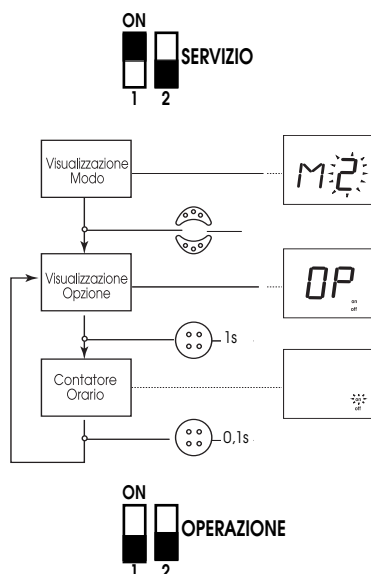 ON
SERVIZIO
1 2
Visualizzazione
Modo
M2
Visualizzazione
Opzione
OP
on
off
1s
Contatore
Orario
on
off
0,1s
ON
OPERAZIONE
1 2